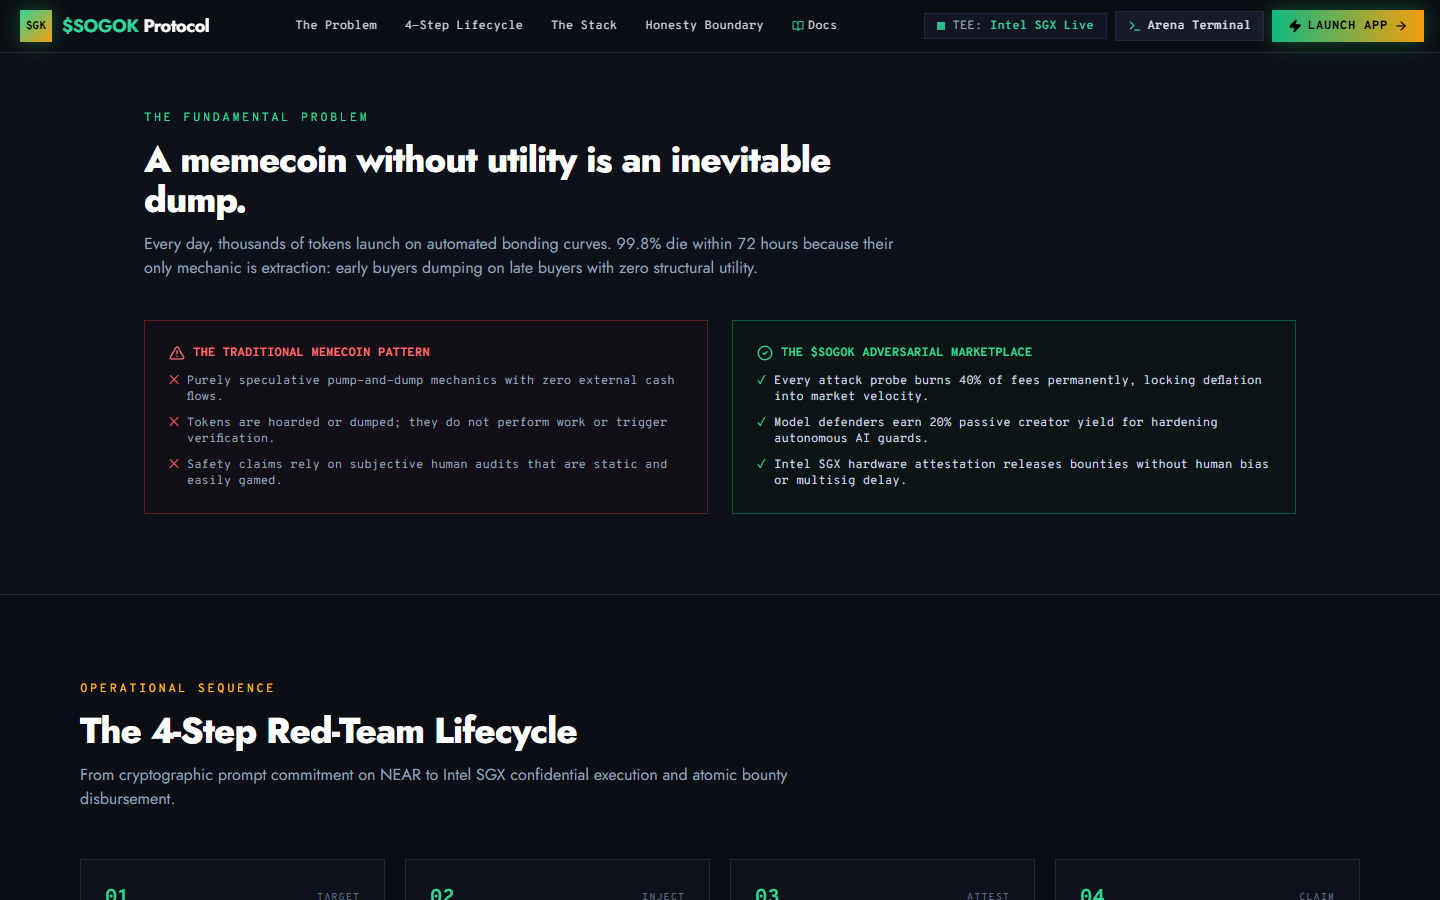 $GK $SOGOK Protocol The Problem 4-Step Lifecycle The Stack Honesty Boundary Docs TEE: Intel SGX Live Arena Terminal LAUNCH APP →
THE FUNDAMENTAL PROBLEM
A memecoin without utility is an inevitable
dump.
Every day, thousands of tokens launch on automated bonding curves. 99.8% die within 72 hours because their
only mechanic is extraction: early buyers dumping on late buyers with zero structural utility.
THE TRADITIONAL MEMECOIN PATTERN
✕ Purely speculative pump-and-dump mechanics with zero external cash
flows.
✕ Tokens are hoarded or dumped; they do not perform work or trigger
verification.
✕ Safety claims rely on subjective human audits that are static and
easily gamed.
THE $SOGOK ADVERSARIAL MARKETPLACE
✓ Every attack probe burns 40% of fees permanently, locking deflation
into market velocity.
✓ Model defenders earn 20% passive creator yield for hardening
autonomous AI guards.
✓ Intel SGX hardware attestation releases bounties without human bias
or multisig delay.
OPERATIONAL SEQUENCE
The 4-Step Red-Team Lifecycle
From cryptographic prompt commitment on NEAR to Intel SGX confidential execution and atomic bounty
disbursement.
01 TARGET
02 INJECT
03 ATTEST
04 CLAIM